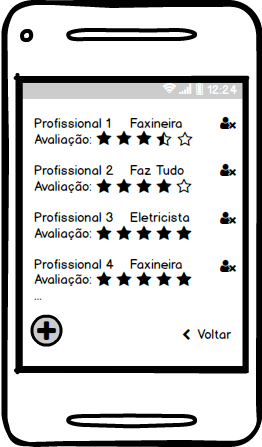 12:24
Profissional 1 Faxineira
Avaliação:
Profissional 2 Faz Tudo
Avaliação:
Profissional 3 Eletricista
Avaliação:
Profissional 4 Faxineira
Avaliação:
...
Voltar